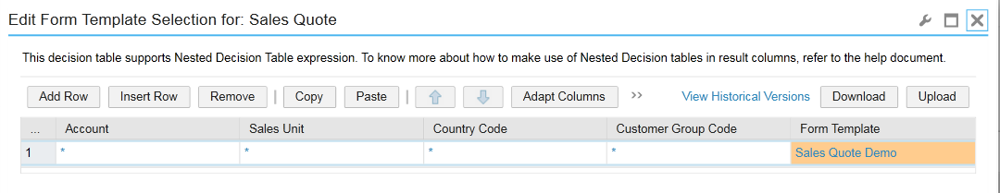 Edit Form Template Selection for: Sales Quote
This decision table supports Nested Decision Table expression. To know more about how to make use of Nested Decision tables in result columns, refer to the help document.
Add Row Insert Row Remove | Copy Paste | Adapt Columns >> View Historical Versions Download Upload
... Account Sales Unit Country Code Customer Group Code Form Template
1 * * * * Sales Quote Demo